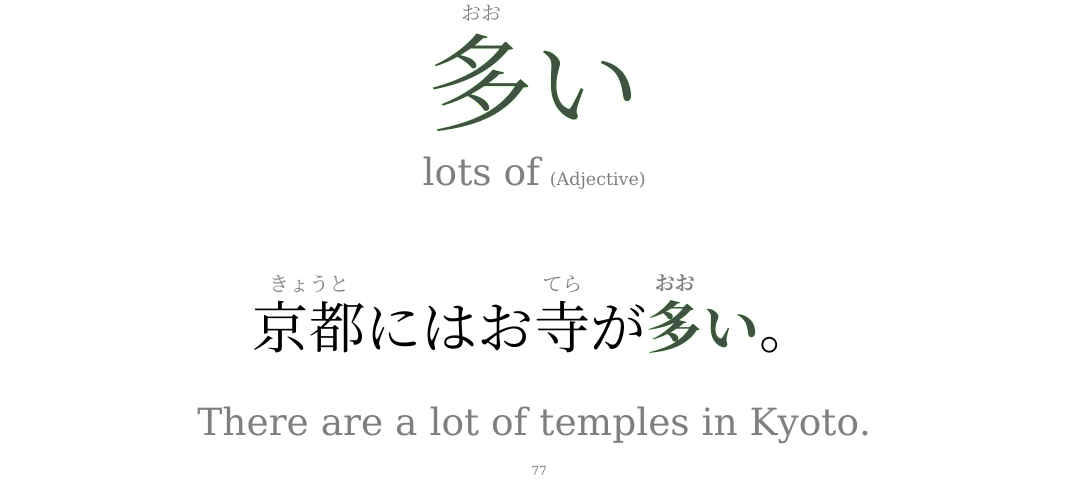 おお
多い
lots of (Adjective)
きょうと てら おお
京都にはお寺が多い。
There are a lot of temples in Kyoto.
77